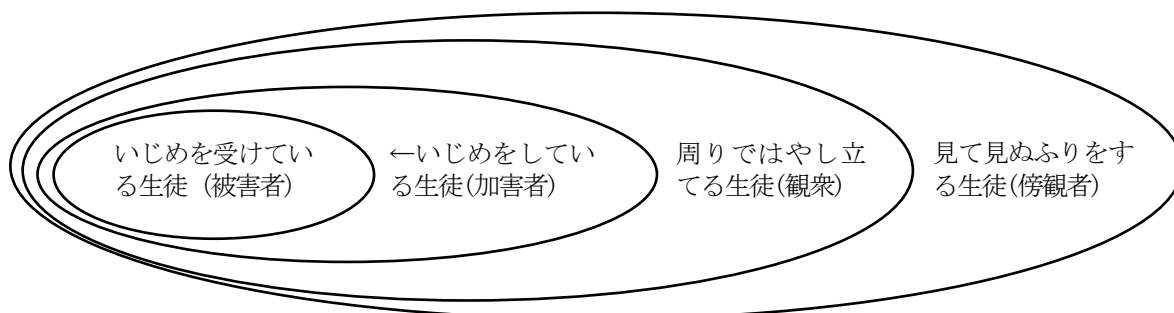 いじめを受けてい
る生徒（被害者）
←いじめをしてい
る生徒(加害者)
周りではやし立
てる生徒(観衆)
見て見ぬふりをす
る生徒(傍観者)